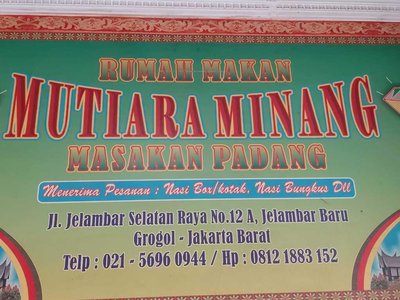 RUMAH MAKAN
MUTIARA MINANG
MASAKAN PADANG
Menerima Pesanan : Nasi Box/kotak, Nasi Bungkus Dll
Jl. Jelambar Selatan Raya No.12 A, Jelambar Baru
Grogol - Jakarta Barat
Telp : 021 - 5696 0944 / Hp : 0812 1883 152